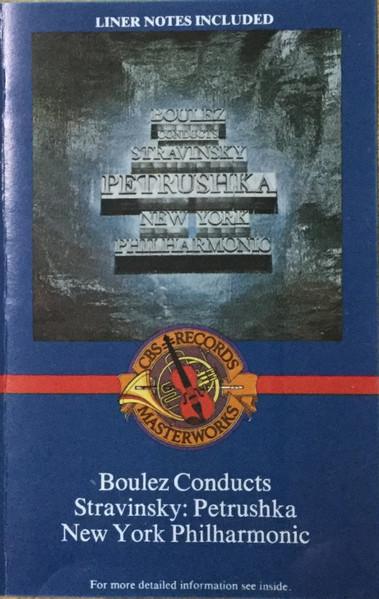 LINER NOTES INCLUDED
BOULEZ
CONDUCTS
STRAVINSKY
PETRUSHKA
NEW YORK
PHILHARMONIC
CBS RECORDS
MASTERWORKS
Boulez Conducts
Stravinsky: Petrushka
New York Philharmonic
For more detailed information see inside.